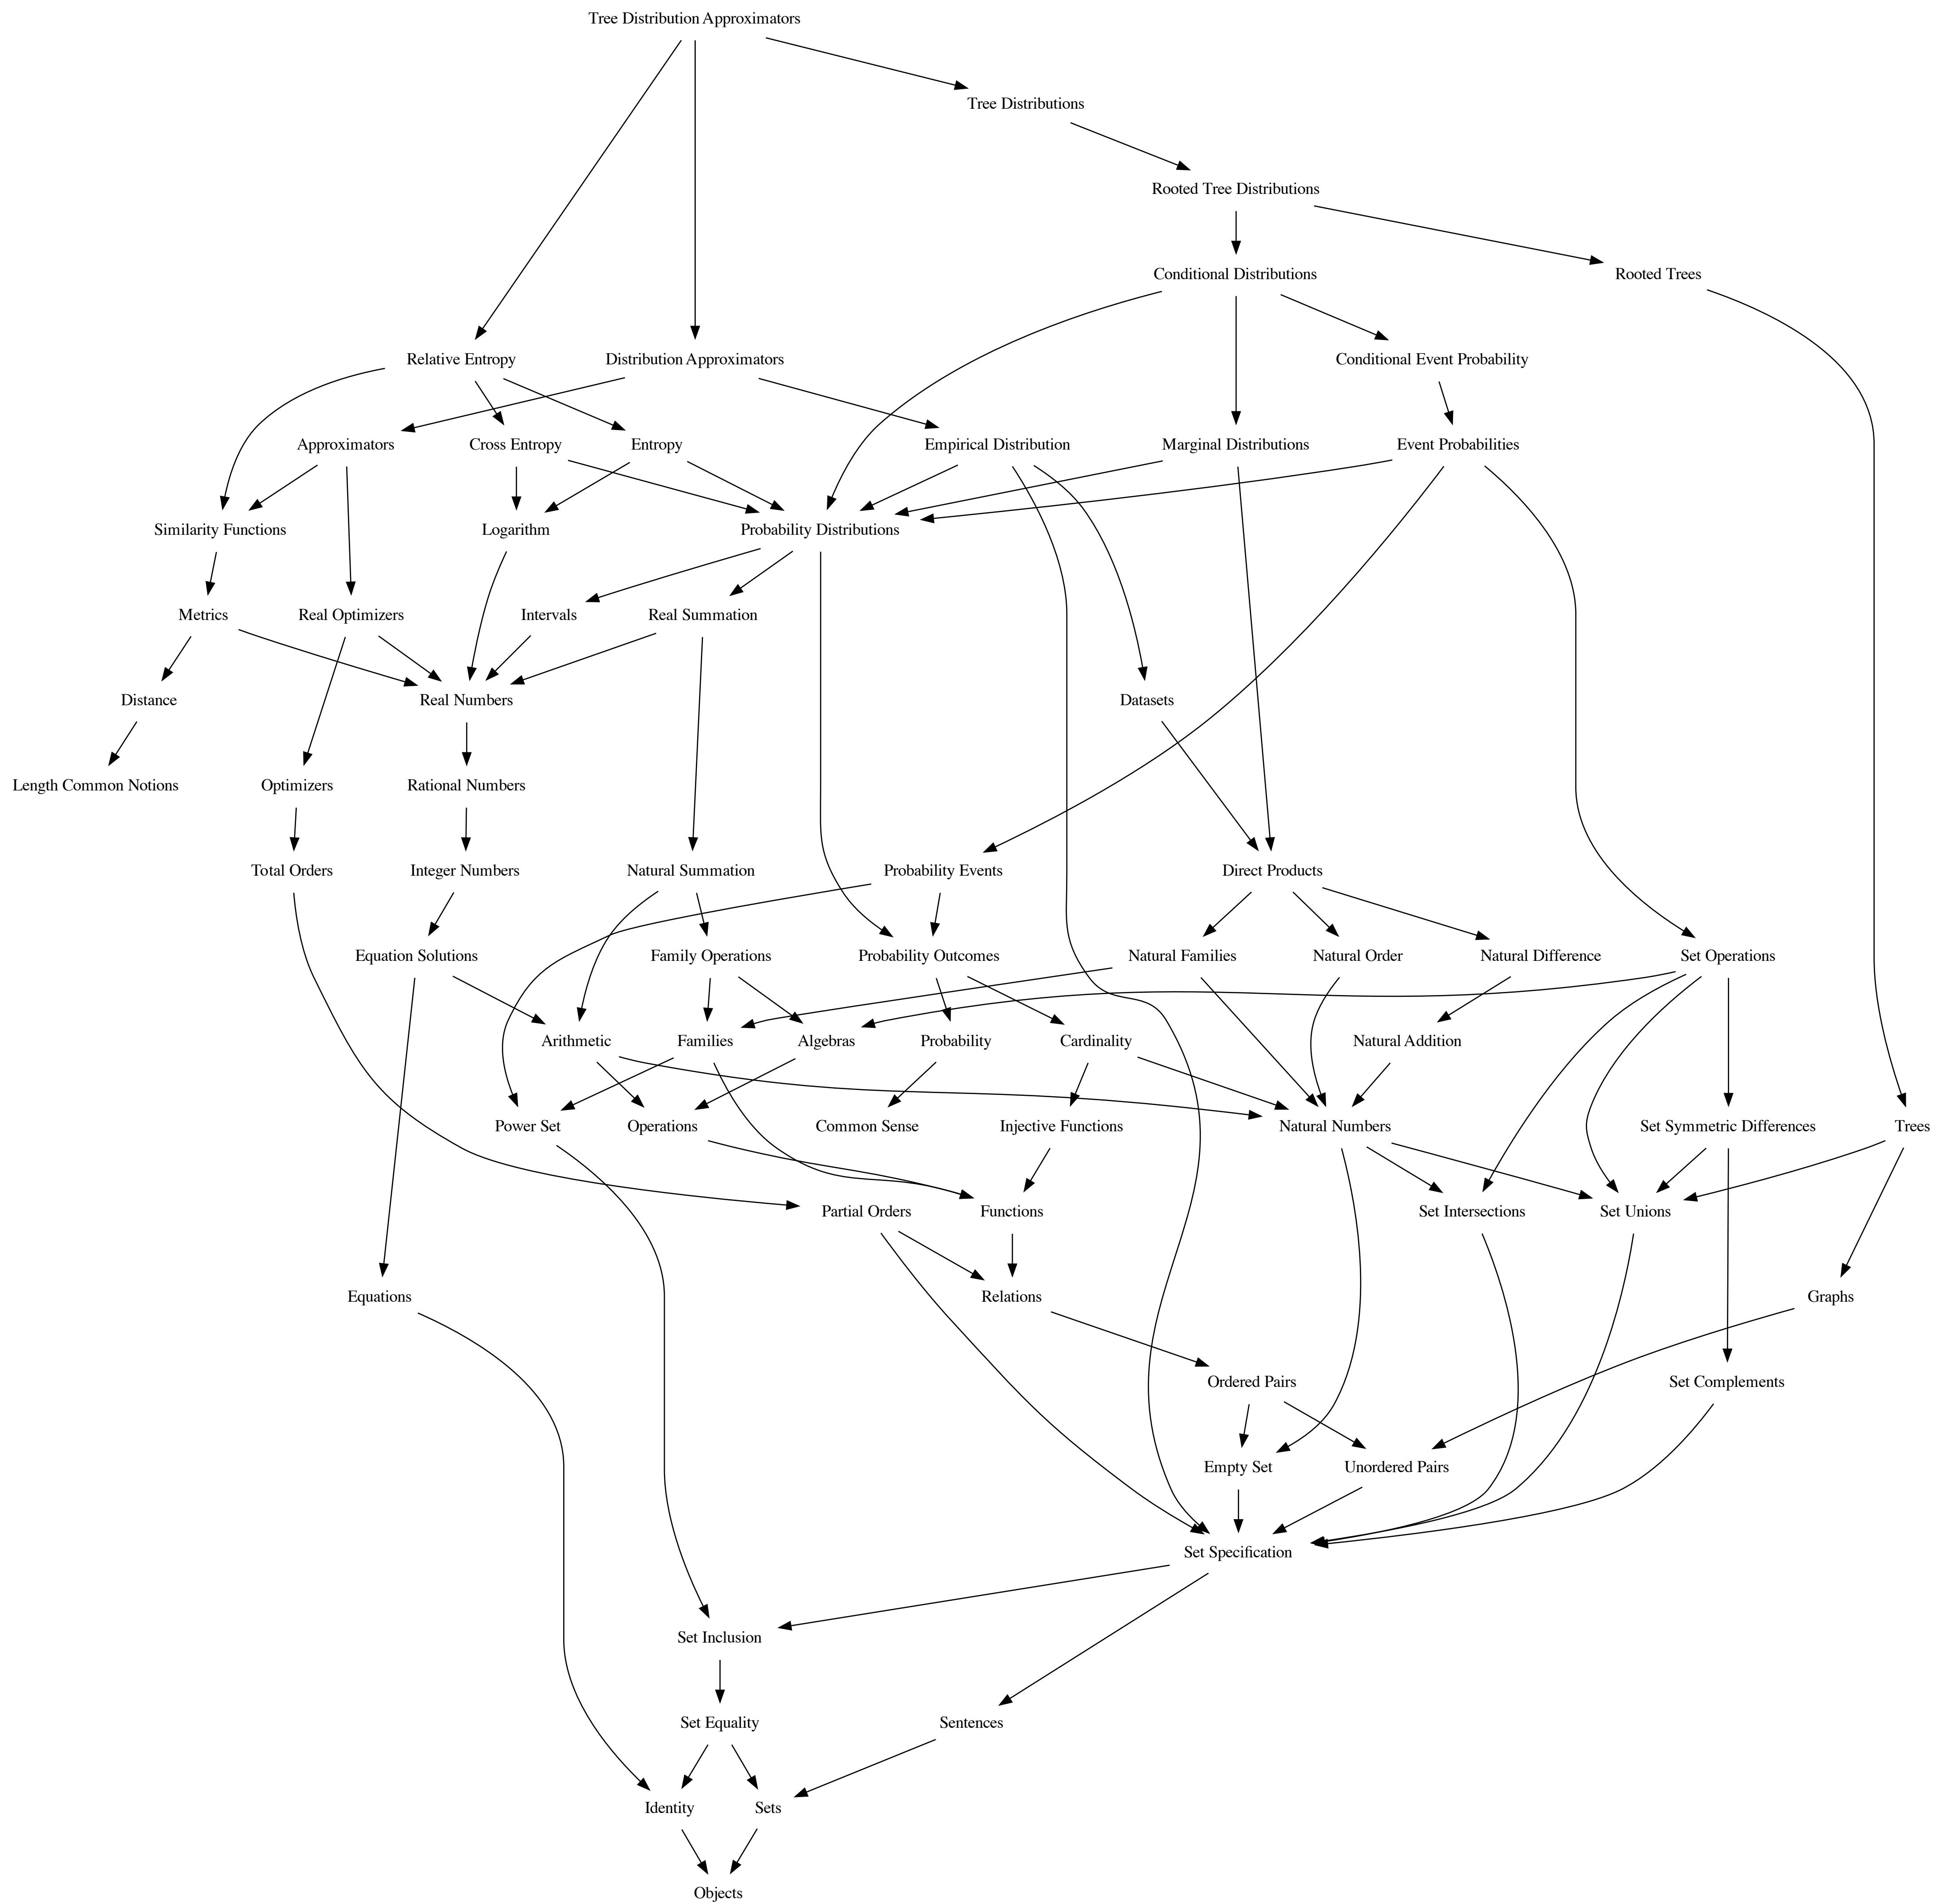 Tree Distribution Approximators
Tree Distributions
Rooted Tree Distributions
Conditional Distributions
Rooted Trees
Relative Entropy
Distribution Approximators
Conditional Event Probability
Approximators
Cross Entropy
Entropy
Empirical Distribution
Marginal Distributions
Event Probabilities
Similarity Functions
Logarithm
Probability Distributions
Metrics
Real Optimizers
Intervals
Real Summation
Distance
Real Numbers
Datasets
Length Common Notions
Optimizers
Rational Numbers
Total Orders
Integer Numbers
Natural Summation
Probability Events
Direct Products
Equation Solutions
Family Operations
Probability Outcomes
Natural Families
Natural Order
Natural Difference
Set Operations
Arithmetic
Families
Algebras
Probability
Cardinality
Natural Addition
Power Set
Operations
Common Sense
Injective Functions
Natural Numbers
Set Symmetric Differences
Trees
Partial Orders
Functions
Set Intersections
Set Unions
Equations
Relations
Graphs
Ordered Pairs
Set Complements
Empty Set
Unordered Pairs
Set Specification
Set Inclusion
Set Equality
Sentences
Identity
Sets
Objects